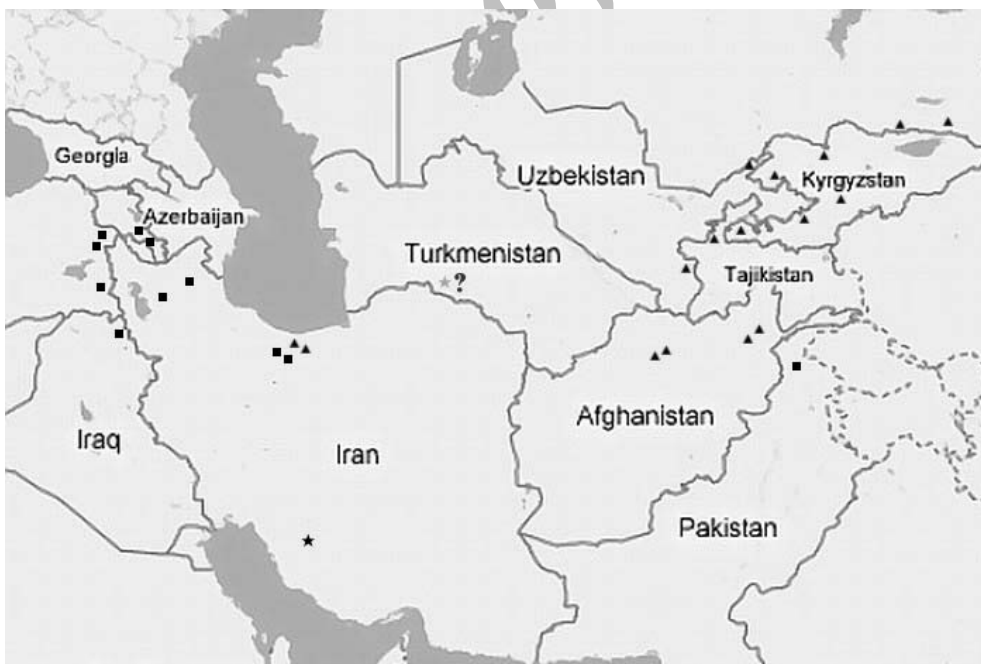 Georgia
Azerbaijan
Uzbekistan
Kyrgyzstan
Turkmenistan
?
Tajikistan
Afghanistan
Iraq
Iran
Pakistan